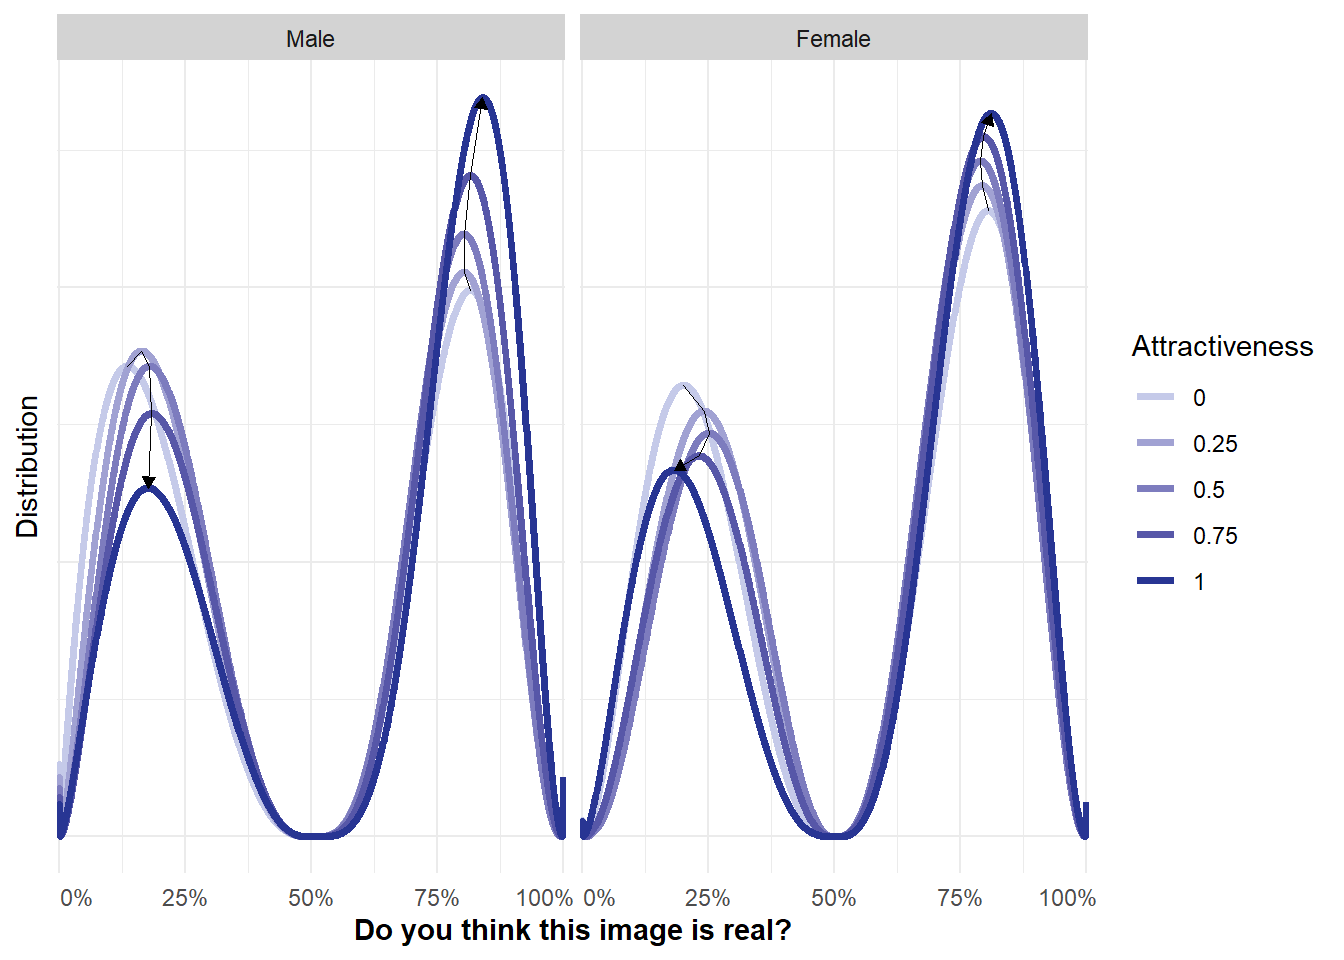 Male Female
Distribution
Attractiveness
0
0.25
0.5
0.75
1
0% 25% 50% 75% 100% 0% 25% 50% 75% 100%
Do you think this image is real?